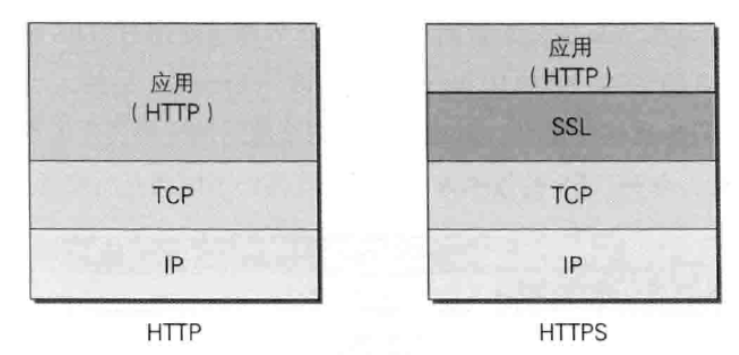 应用
（HTTP）
TCP
IP
HTTP
应用
（HTTP）
SSL
TCP
IP
HTTPS